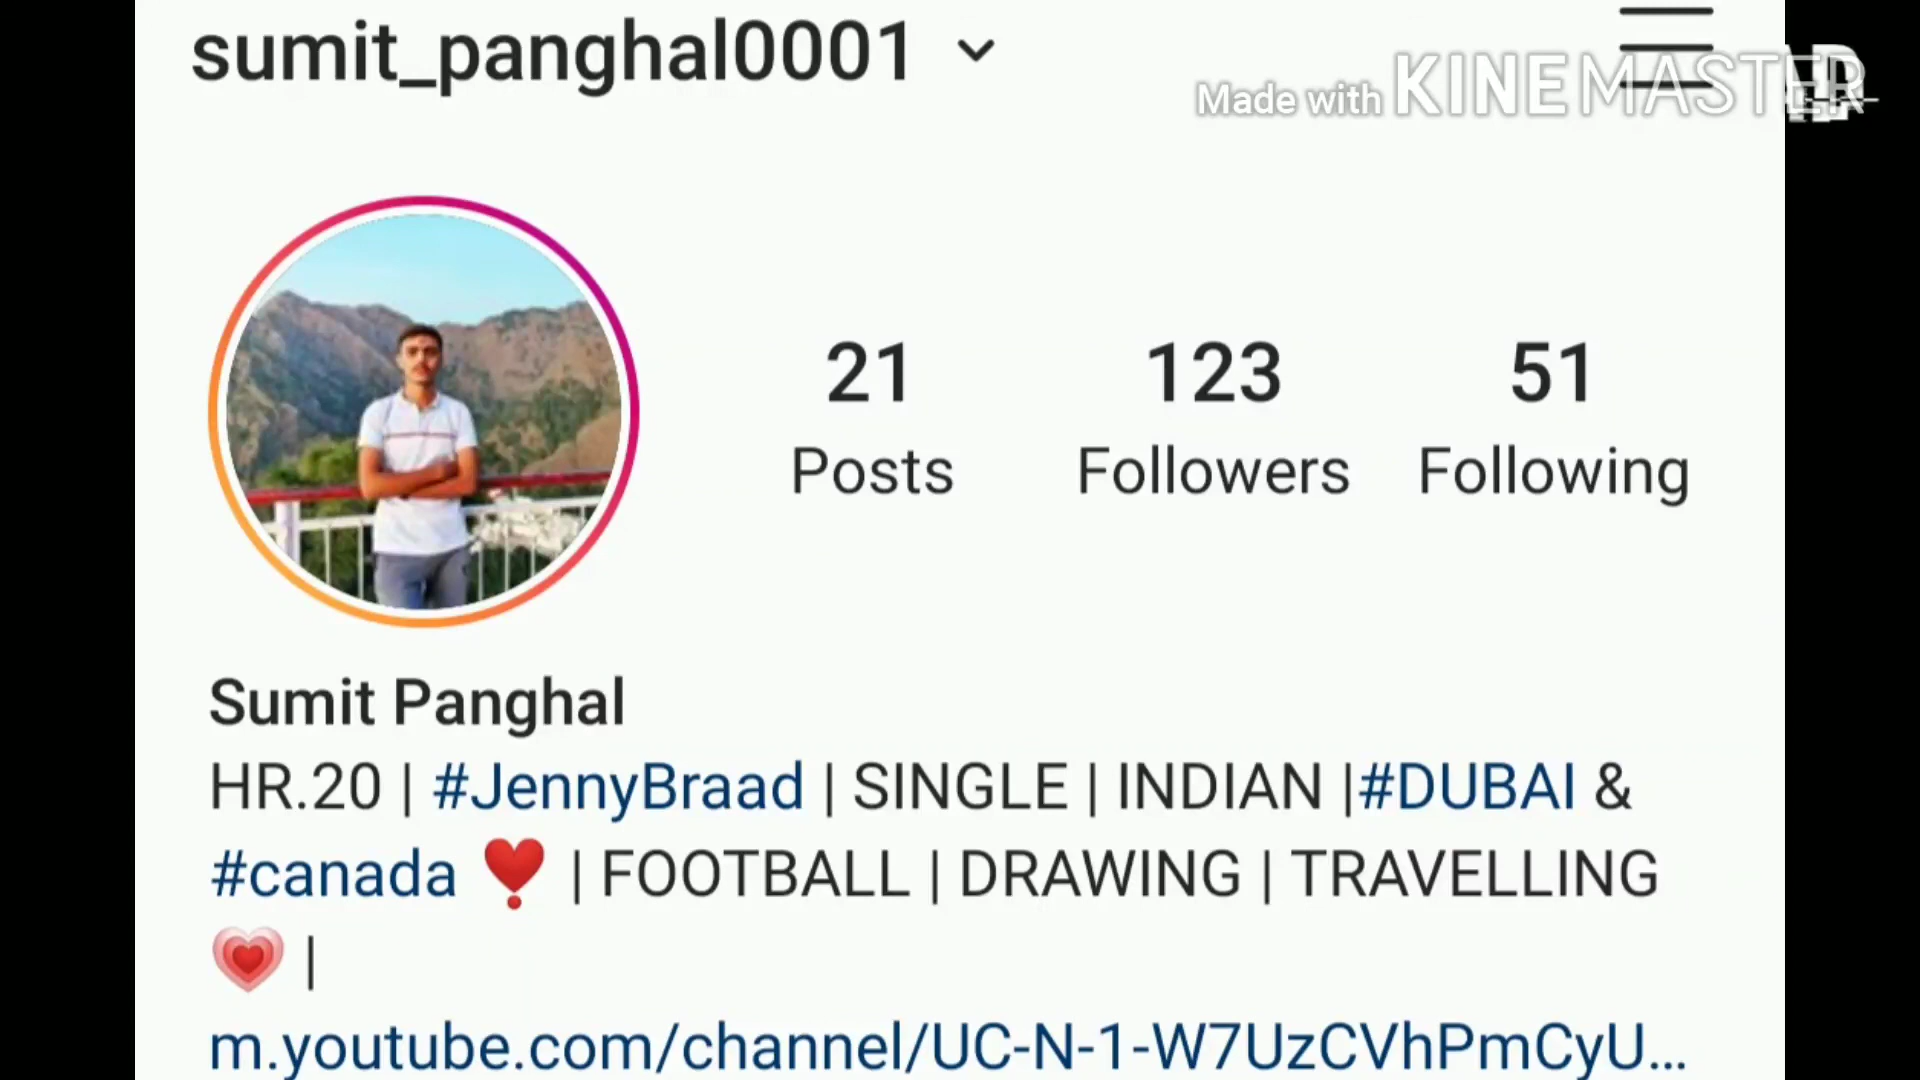 sumit_panghal0001
Made with KINEMASTER
21 123 51
Posts Followers Following
Sumit Panghal
HR.20 | #JennyBraad | SINGLE | INDIAN |#DUBAI &
#canada ❣️ | FOOTBALL | DRAWING | TRAVELLING
💗 |
m.youtube.com/channel/UC-N-1-W7UzCVhPmCyU...